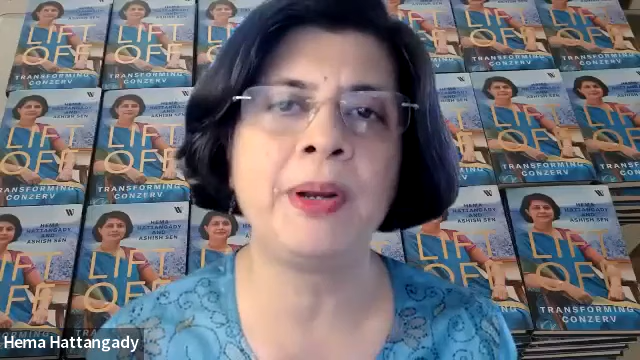 LIFT
OFF
TRANSFORMING
CONZERV
HEMA
HATTANGADY
AND
ASHISH SEN
W
Hema Hattangady